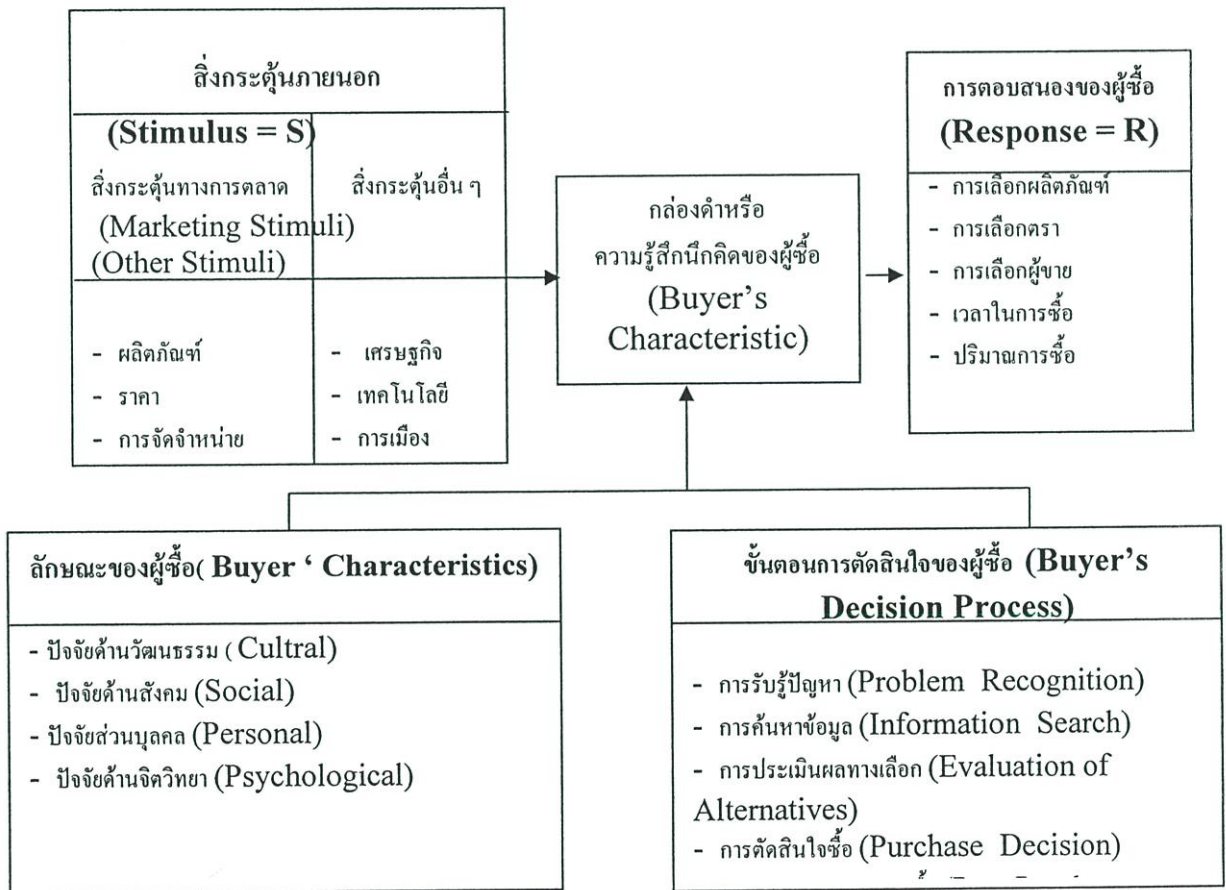 สิ่งกระตุ้นภายนอก
(Stimulus = S)
สิ่งกระตุ้นทางการตลาด
(Marketing Stimuli)
(Other Stimuli)
สิ่งกระตุ้นอื่น ๆ
- ผลิตภัณฑ์
- ราคา
- การจัดจำหน่าย
- เศรษฐกิจ
- เทคโนโลยี
- การเมือง
กล่องดำหรือ
ความรู้สึกนึกคิดของผู้ซื้อ
(Buyer’s
Characteristic)
การตอบสนองของผู้ซื้อ
(Response = R)
- การเลือกผลิตภัณฑ์
- การเลือกตรา
- การเลือกผู้ขาย
- เวลาในการซื้อ
- ปริมาณการซื้อ
ลักษณะของผู้ซื้อ( Buyer ‘ Characteristics)
- ปัจจัยด้านวัฒนธรรม ( Cultral)
- ปัจจัยด้านสังคม (Social)
- ปัจจัยส่วนบุคคล (Personal)
- ปัจจัยด้านจิตวิทยา (Psychological)
ขั้นตอนการตัดสินใจของผู้ซื้อ (Buyer’s
Decision Process)
- การรับรู้ปัญหา (Problem Recognition)
- การค้นหาข้อมูล (Information Search)
- การประเมินผลทางเลือก (Evaluation of
Alternatives)
- การตัดสินใจซื้อ (Purchase Decision)